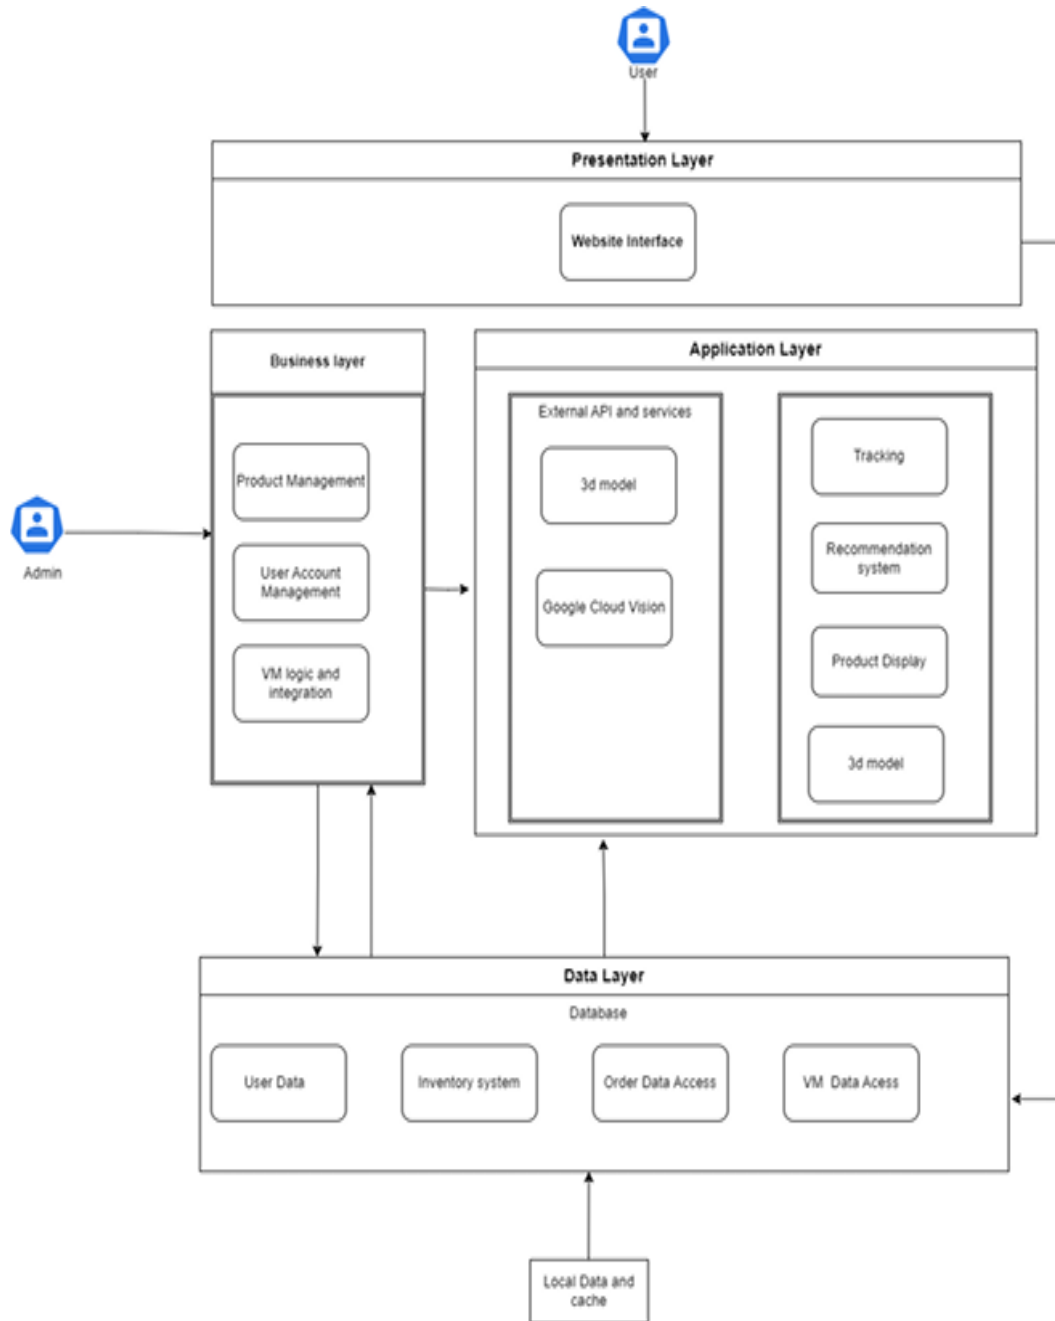 User
Presentation Layer
Website Interface
Business layer
Product Management
User Account
Management
VM logic and
integration
Admin
Application Layer
External API and services
3d model
Google Cloud Vision
Tracking
Recommendation
system
Product Display
3d model
Data Layer
Database
User Data
Inventory system
Order Data Access
VM Data Acess
Local Data and
cache